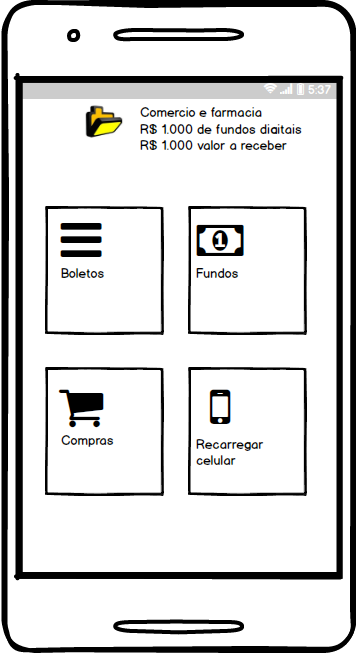 5:37
Comercio e farmacia
R$ 1.000 de fundos digitais
R$ 1.000 valor a receber
1
Boletos
Fundos
Compras
Recarregar
celular